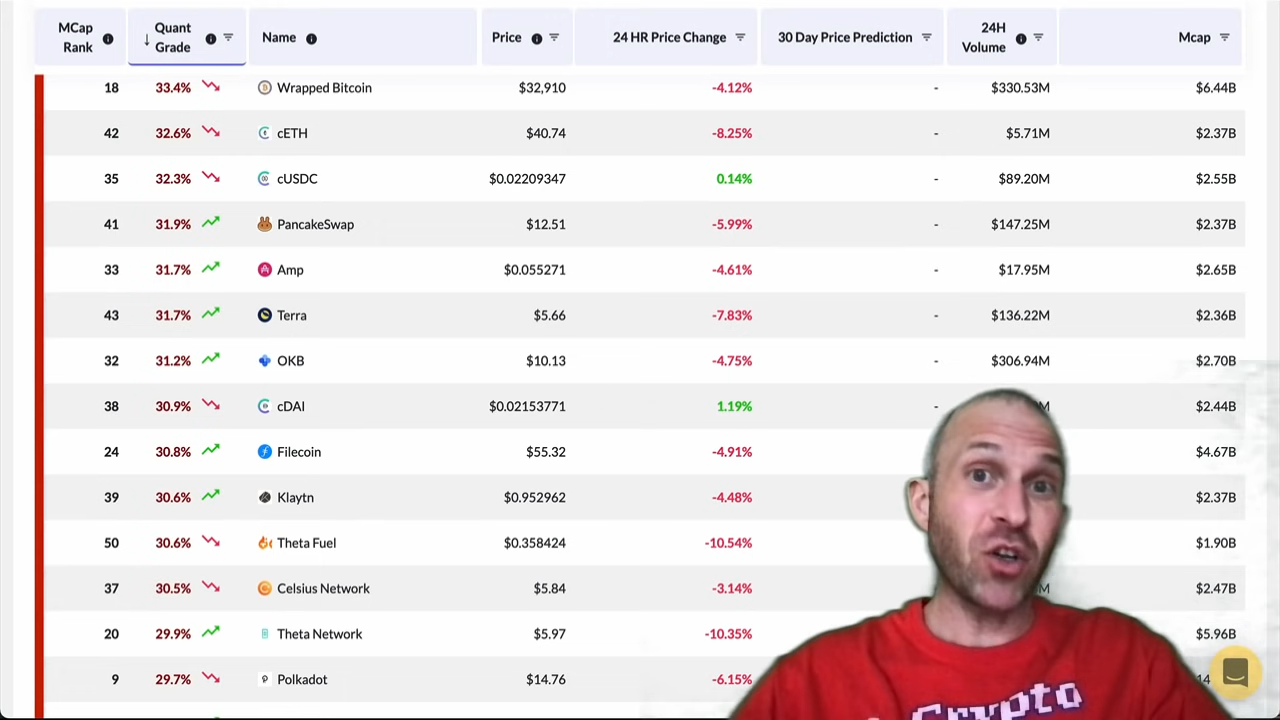 MCap Rank Quant Grade Name Price 24 HR Price Change 30 Day Price Prediction 24H Volume Mcap
18 33.4% Wrapped Bitcoin $32,910 -4.12% - $330.53M $6.44B
42 32.6% cETH $40.74 -8.25% - $5.71M $2.37B
35 32.3% cUSDC $0.02209347 0.14% - $89.20M $2.55B
41 31.9% PancakeSwap $12.51 -5.99% - $147.25M $2.37B
33 31.7% Amp $0.055271 -4.61% - $17.95M $2.65B
43 31.7% Terra $5.66 -7.83% - $136.22M $2.36B
32 31.2% OKB $10.13 -4.75% - $306.94M $2.70B
38 30.9% cDAI $0.02153771 1.19% - M $2.44B
24 30.8% Filecoin $55.32 -4.91% $4.67B
39 30.6% Klaytn $0.952962 -4.48% $2.37B
50 30.6% Theta Fuel $0.358424 -10.54% $1.90B
37 30.5% Celsius Network $5.84 -3.14% M $2.47B
20 29.9% Theta Network $5.97 -10.35% $5.96B
9 29.7% Polkadot $14.76 -6.15% 14
Crypto